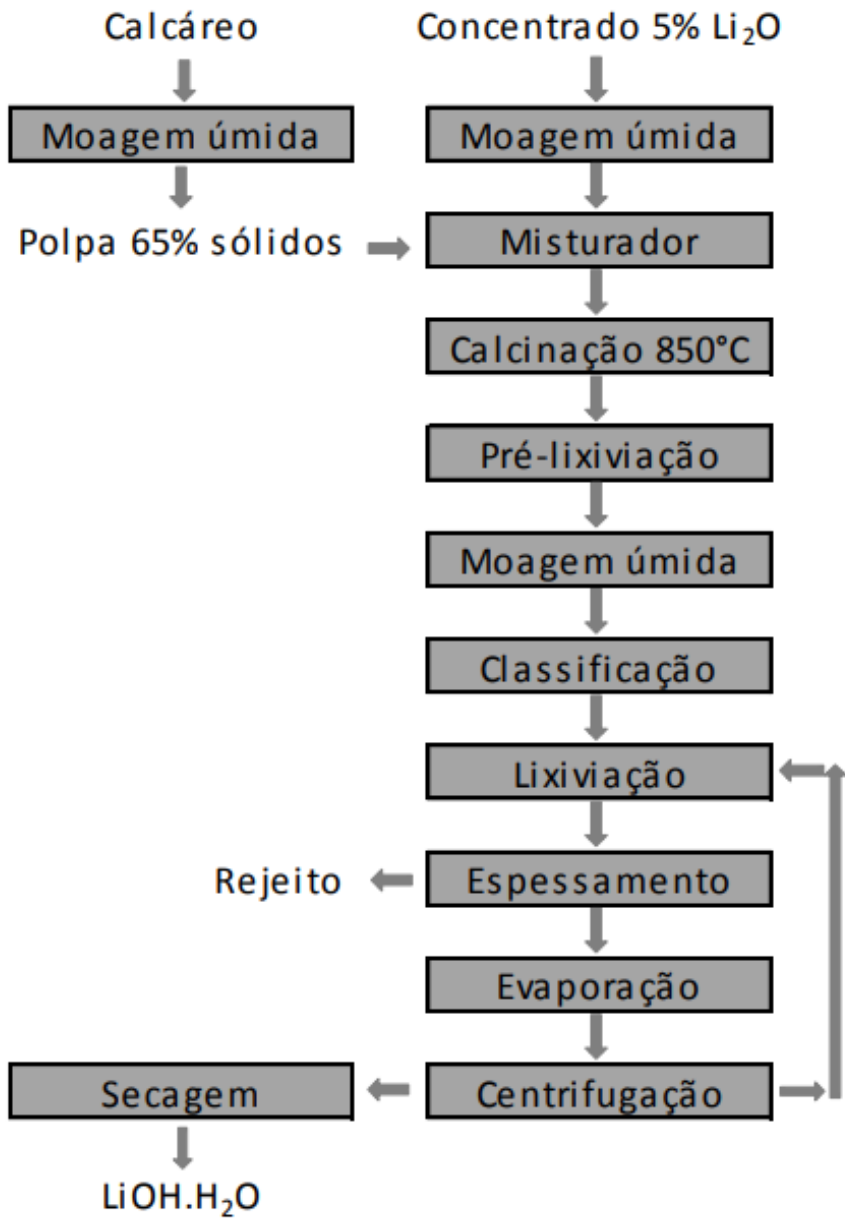 Calcáreo
Concentrado 5% Li₂O
Moagem úmida
Moagem úmida
Polpa 65% sólidos
Misturador
Calcinação 850°C
Pré-lixiviação
Moagem úmida
Classificação
Lixiviação
Rejeito
Espessamento
Evaporação
Secagem
Centrifugação
LiOH.H₂O